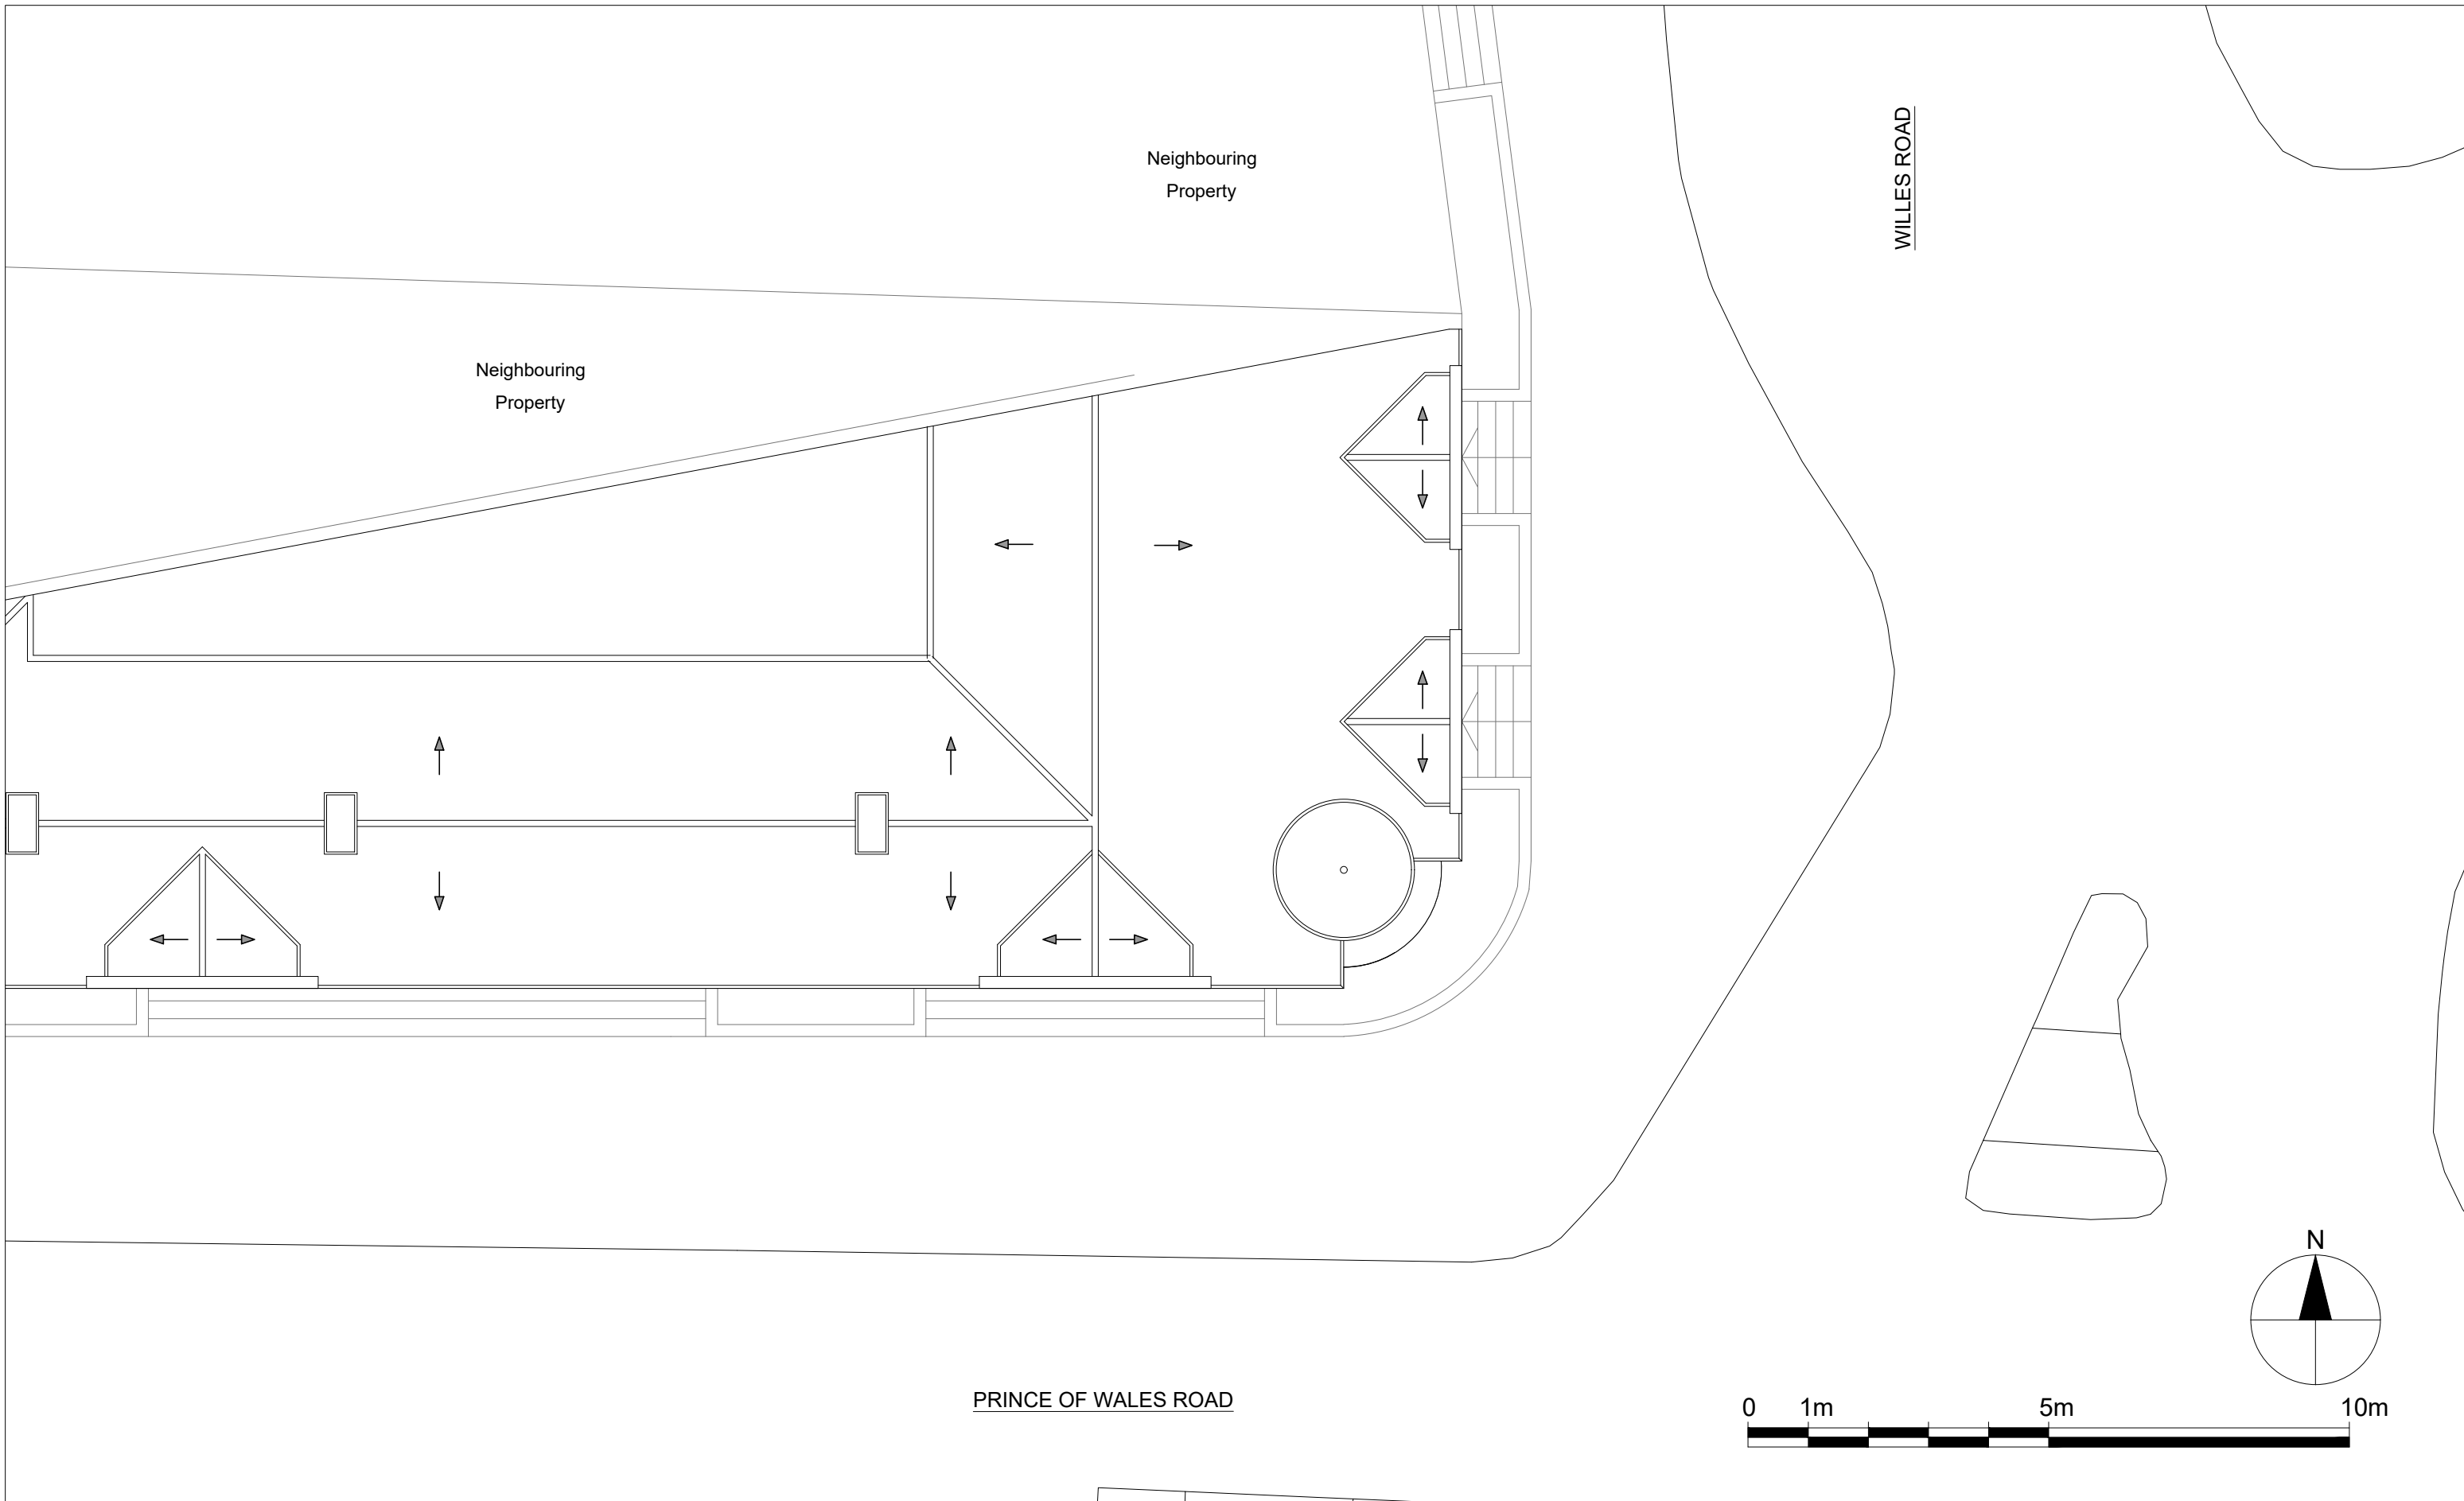 Neighbouring
Property
WILLES ROAD
Neighbouring
Property
N
PRINCE OF WALES ROAD
0 1m 5m 10m